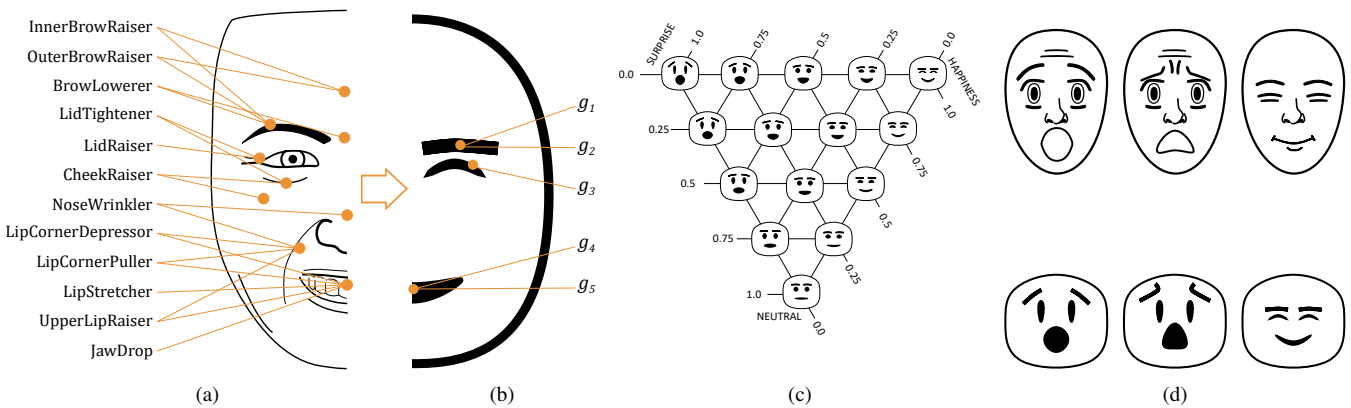 InnerBrowRaiser
OuterBrowRaiser
BrowLowerer
LidTightener
LidRaiser
CheekRaiser
NoseWrinkler
LipCornerDepressor
LipCornerPuller
LipStretcher
UpperLipRaiser
JawDrop
(a)
g1
g2
g3
g4
g5
(b)
SURPRISE
1.0
0.75
0.5
0.25
0.0
HAPPINESS
0.0
1.0
0.25
0.75
0.5
0.5
0.75
0.25
1.0
0.0
NEUTRAL
(c)
(d)